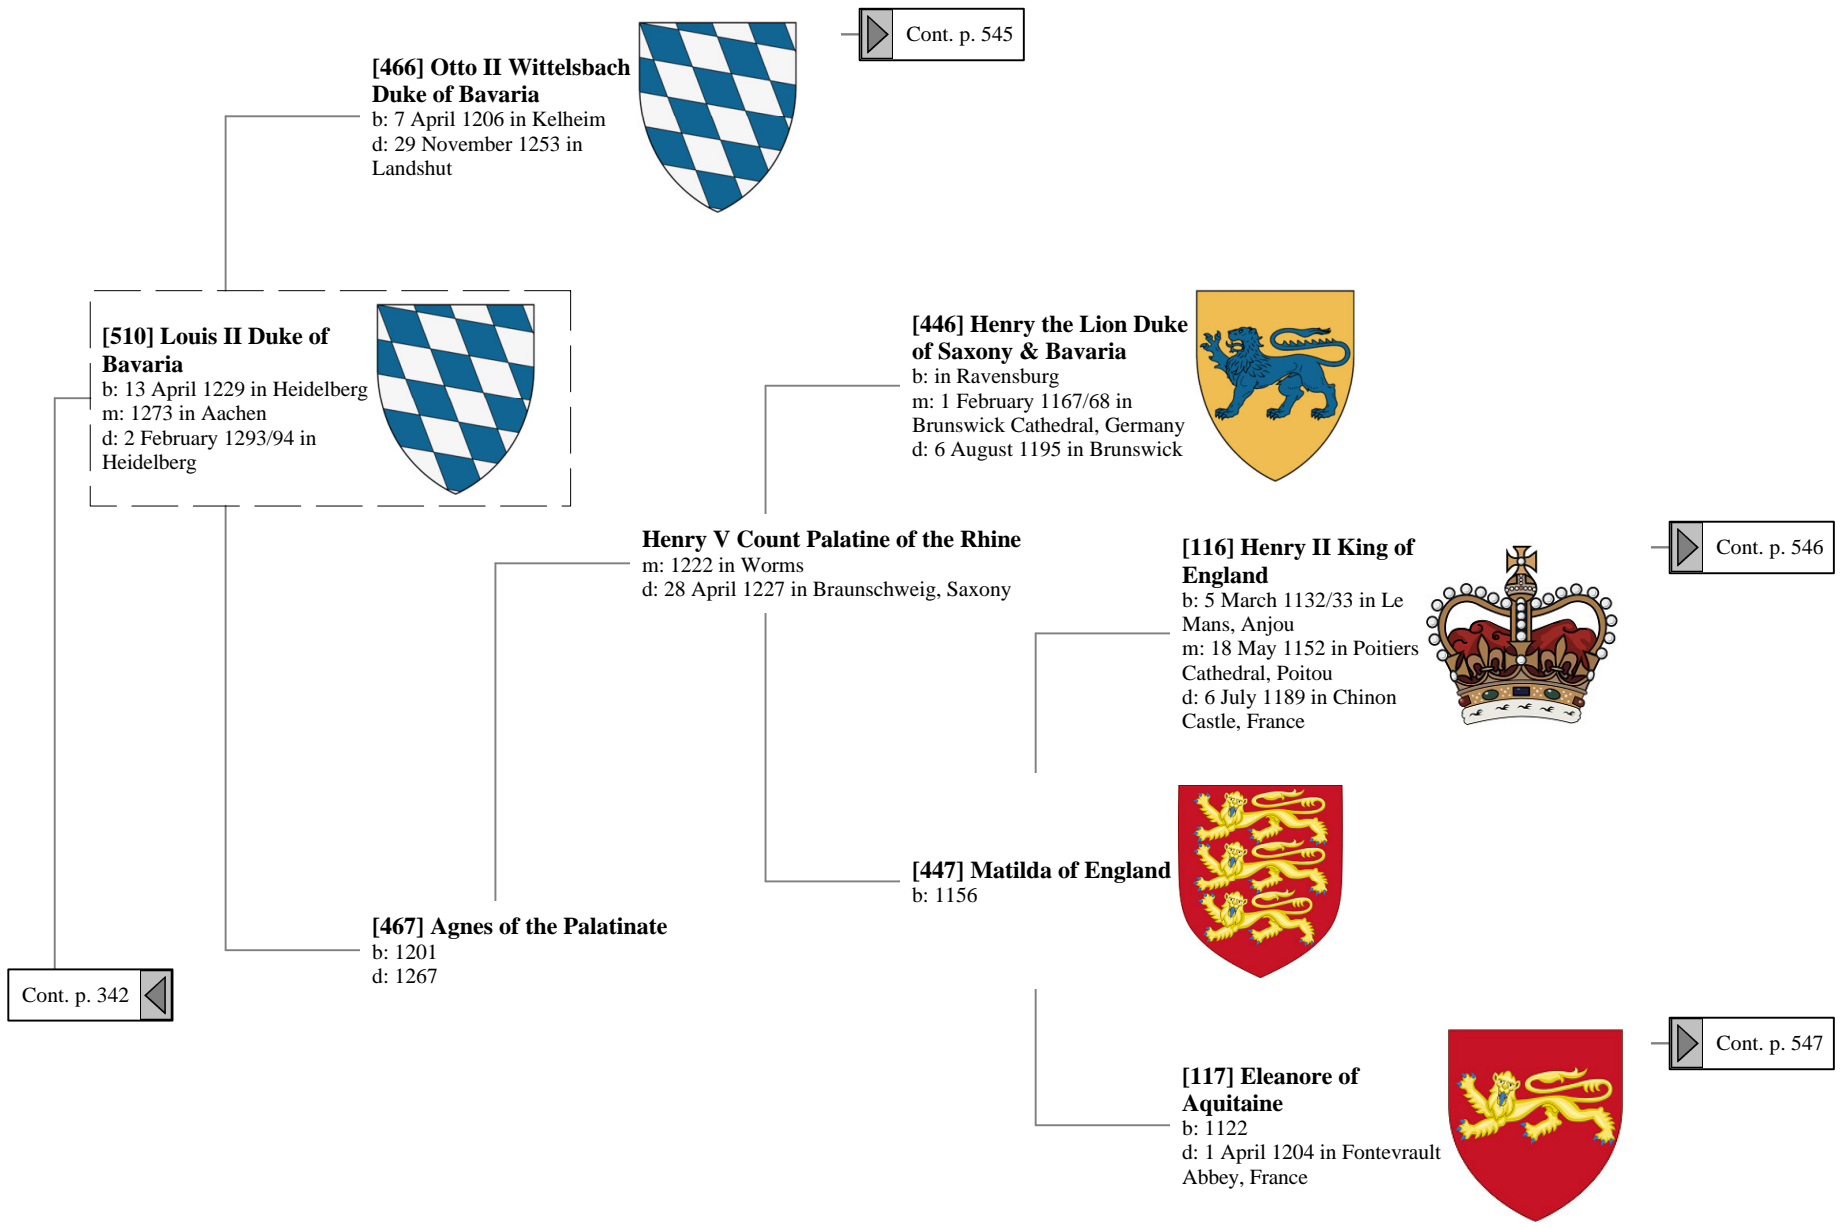 Cont. p. 545
[466] Otto II Wittelsbach
Duke of Bavaria
b: 7 April 1206 in Kelheim
d: 29 November 1253 in
Landshut
[510] Louis II Duke of
Bavaria
b: 13 April 1229 in Heidelberg
m: 1273 in Aachen
d: 2 February 1293/94 in
Heidelberg
[446] Henry the Lion Duke
of Saxony & Bavaria
b: in Ravensburg
m: 1 February 1167/68 in
Brunswick Cathedral, Germany
d: 6 August 1195 in Brunswick
Henry V Count Palatine of the Rhine
m: 1222 in Worms
d: 28 April 1227 in Braunschweig, Saxony
[116] Henry II King of
England
b: 5 March 1132/33 in Le
Mans, Anjou
m: 18 May 1152 in Poitiers
Cathedral, Poitou
d: 6 July 1189 in Chinon
Castle, France
Cont. p. 546
[447] Matilda of England
b: 1156
[467] Agnes of the Palatinate
b: 1201
d: 1267
Cont. p. 342
[117] Eleanore of
Aquitaine
b: 1122
d: 1 April 1204 in Fontevrault
Abbey, France
Cont. p. 547